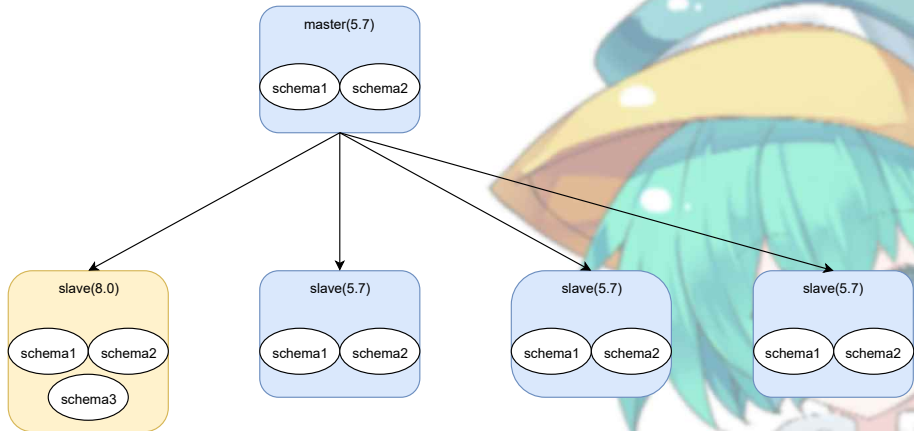 master(5.7)
schema1 schema2
slave(8.0) slave(5.7) slave(5.7) slave(5.7)
schema1 schema2 schema1 schema2 schema1 schema2 schema1 schema2
schema3